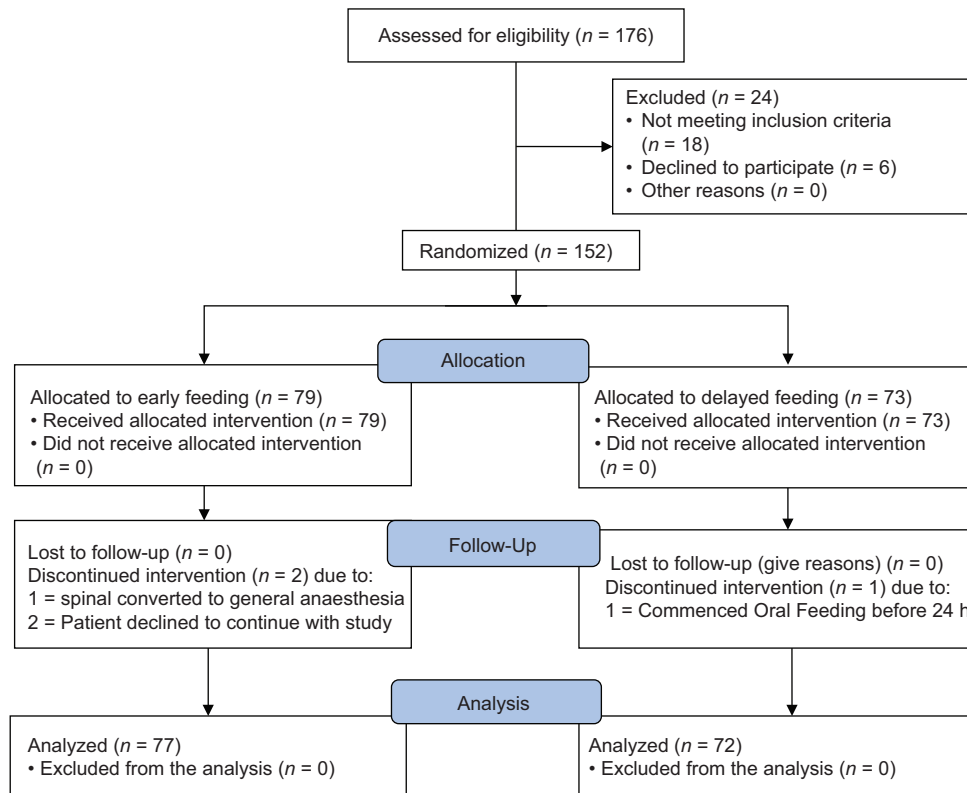 Assessed for eligibility (n = 176)
Excluded (n = 24)
• Not meeting inclusion criteria
(n = 18)
• Declined to participate (n = 6)
• Other reasons (n = 0)
Randomized (n = 152)
Allocation
Allocated to early feeding (n = 79)
• Received allocated intervention (n = 79)
• Did not receive allocated intervention
(n = 0)
Allocated to delayed feeding (n = 73)
• Received allocated intervention (n = 73)
• Did not receive allocated intervention
(n = 0)
Follow-Up
Lost to follow-up (n = 0)
Discontinued intervention (n = 2) due to:
1 = spinal converted to general anaesthesia
2 = Patient declined to continue with study
Lost to follow-up (give reasons) (n = 0)
Discontinued intervention (n = 1) due to:
1 = Commenced Oral Feeding before 24 h
Analysis
Analyzed (n = 77)
• Excluded from the analysis (n = 0)
Analyzed (n = 72)
• Excluded from the analysis (n = 0)